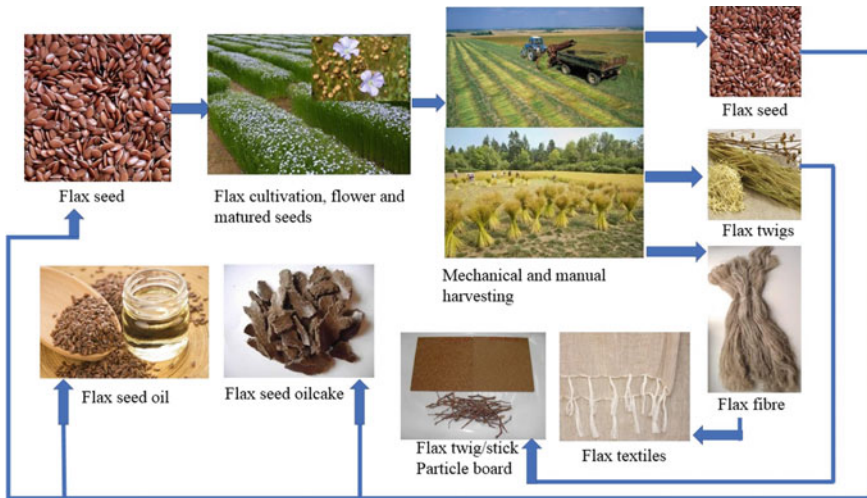 Flax seed
Flax cultivation, flower and
matured seeds
Mechanical and manual
harvesting
Flax seed
Flax twigs
Flax fibre
Flax seed oil
Flax seed oilcake
Flax twig/stick
Particle board
Flax textiles